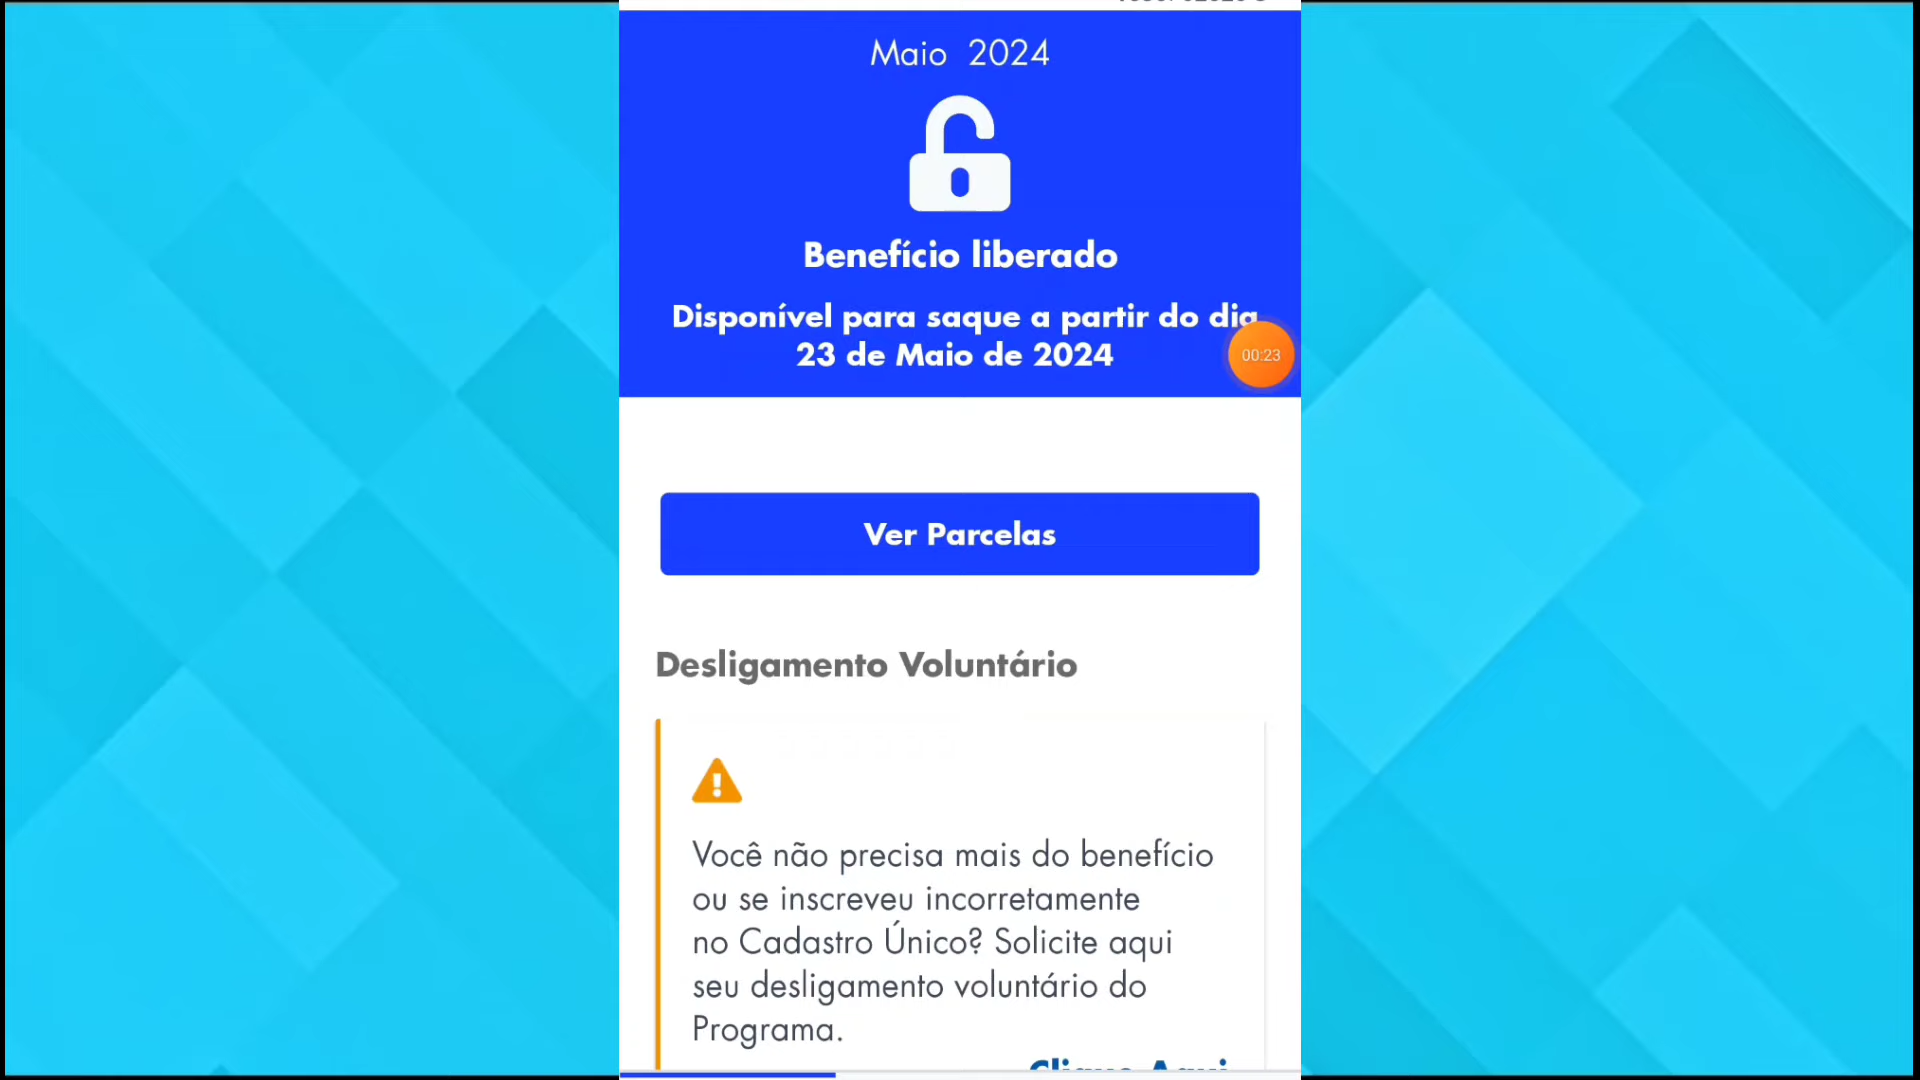 Maio 2024
Benefício liberado
Disponível para saque a partir do dia
23 de Maio de 2024
00:23
Ver Parcelas
Desligamento Voluntário
Você não precisa mais do benefício
ou se inscreveu incorretamente
no Cadastro Único? Solicite aqui
seu desligamento voluntário do
Programa.
Clique Aqui